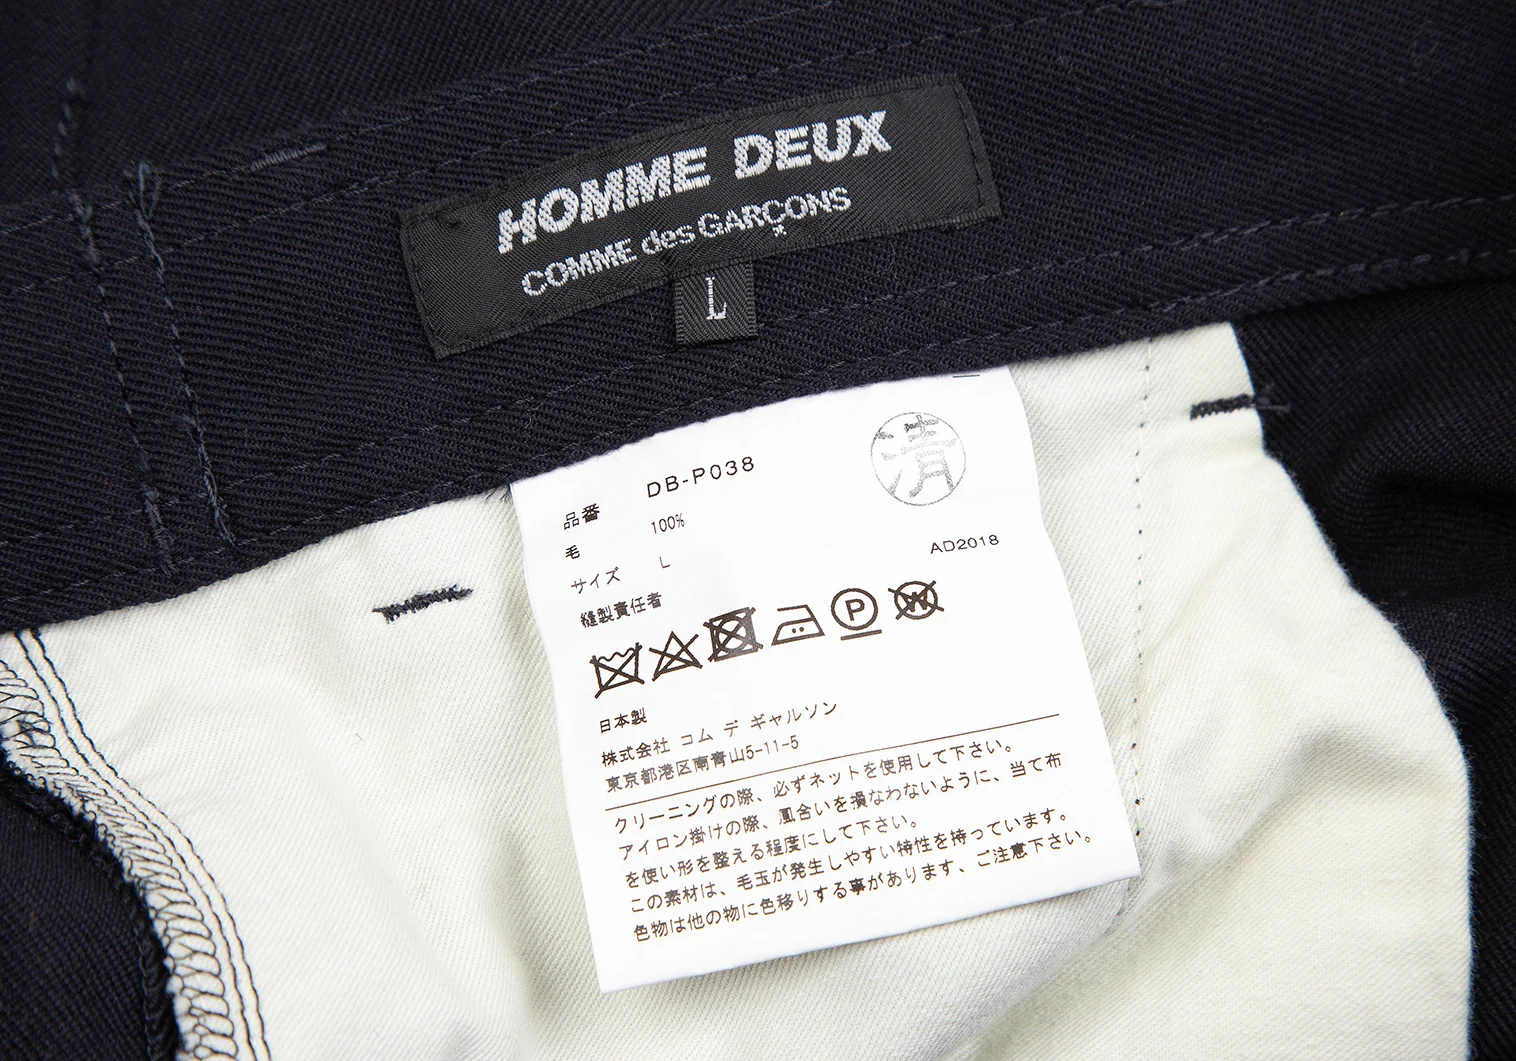 HOMME DEUX
COMME des GARÇONS
L
清
品番 DB-P038
毛 100%
サイズ L
AD2018
縫製責任者
P
W
日本製
株式会社 コム デ ギャルソン
東京都港区南青山5-11-5
クリーニングの際、必ずネットを使用して下さい。
アイロン掛けの際、風合いを損なわないように、当て布
を使い形を整える程度にして下さい。
この素材は、毛玉が発生しやすい特性を持っています。
色物は他の物に色移りする事があります、ご注意下さい。